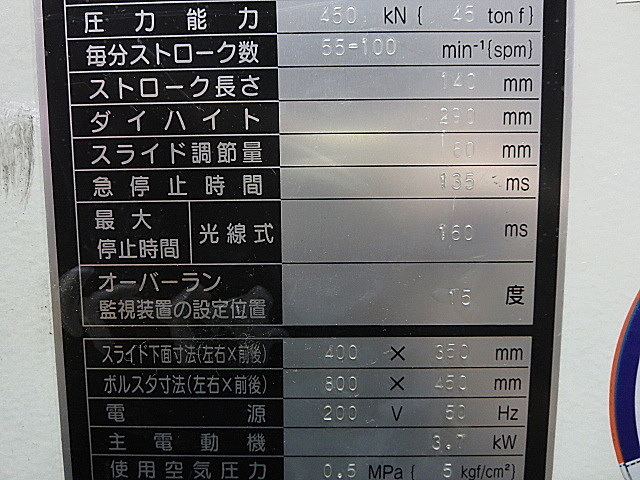 圧力能力 450 kN { 45 tonf}
毎分ストローク数 55-100 min⁻¹{spm}
ストローク長さ 140 mm
ダイハイト mm
スライド調節量 60 mm
急停止時間 135 ms
最大停止時間 光線式 160 ms
オーバーラン
監視装置の設定位置 15 度
スライド下面寸法(左右×前後) 400 × 350 mm
ボルスタ寸法(左右×前後) 800 × 450 mm
電源 200 V 50 Hz
主電動機 3.7 kW
使用空気圧力 0.5 MPa{ 5 kgf/cm²}